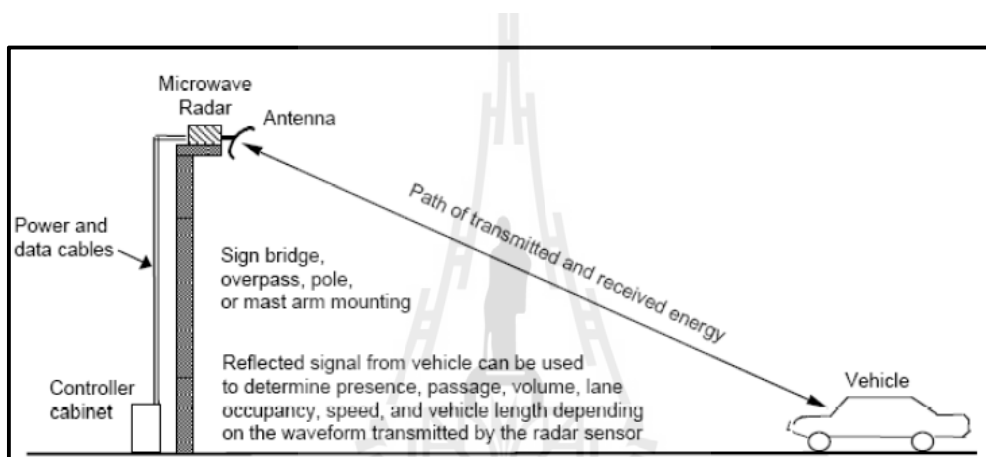 Microwave
Radar
Antenna
Path of transmitted and received energy
Power and
data cables
Sign bridge,
overpass, pole,
or mast arm mounting
Reflected signal from vehicle can be used
to determine presence, passage, volume, lane
occupancy, speed, and vehicle length depending
on the waveform transmitted by the radar sensor
Controller
cabinet
Vehicle